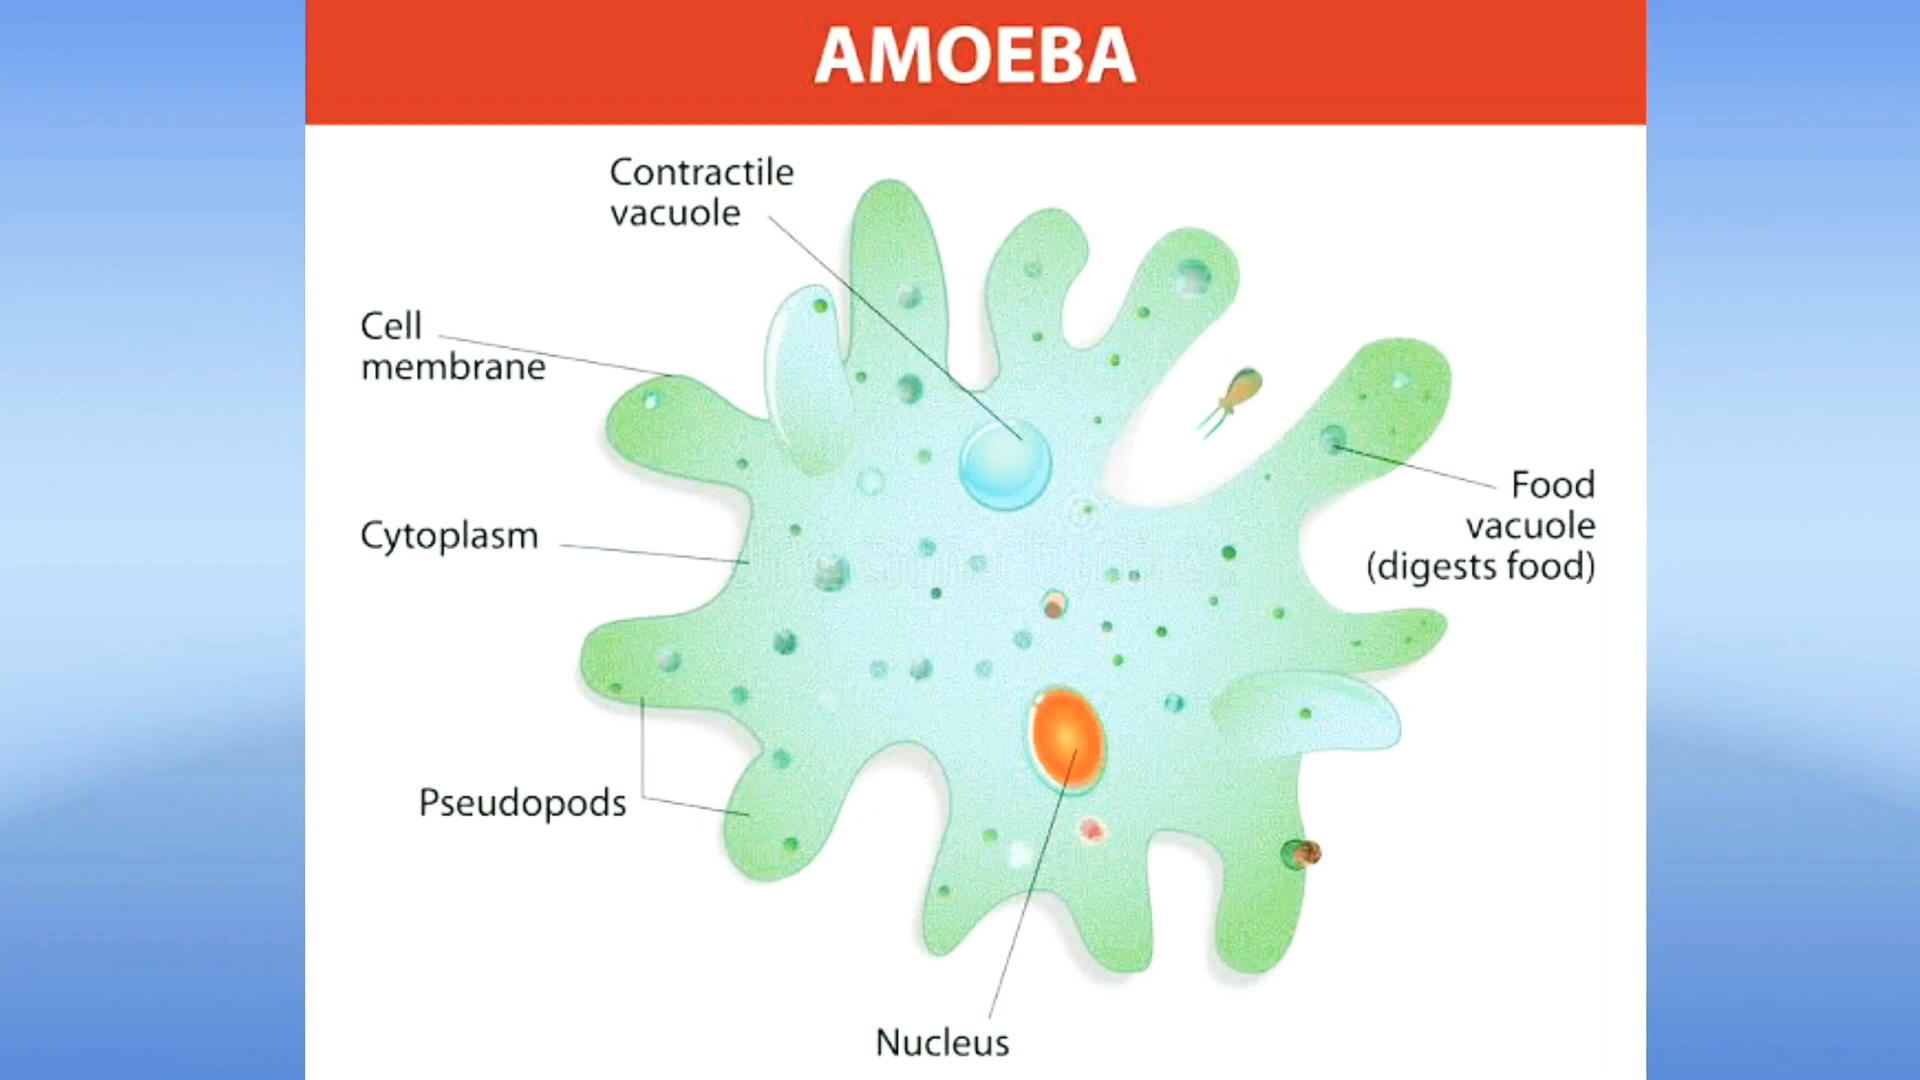 AMOEBA
Contractile
vacuole
Cell
membrane
Cytoplasm
Food
vacuole
(digests food)
Pseudopods
Nucleus